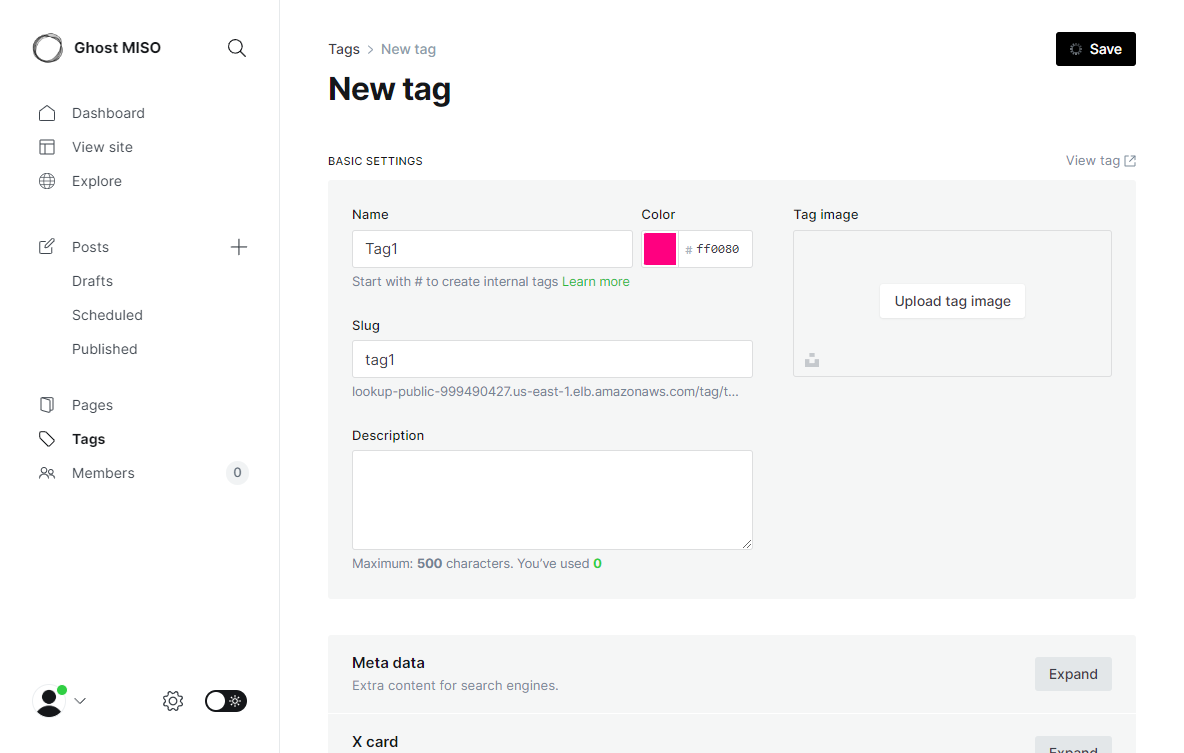 Ghost MISO
Dashboard
View site
Explore
Posts
Drafts
Scheduled
Published
Pages
Tags
Members
0
Tags > New tag
Save
New tag
BASIC SETTINGS
View tag
Name
Tag1
Start with # to create internal tags Learn more
Color
# ff0080
Slug
tag1
lookup-public-999490427.us-east-1.elb.amazonaws.com/tag/t...
Description
Maximum: 500 characters. You’ve used 0
Tag image
Upload tag image
Meta data
Extra content for search engines.
Expand
X card
Expand